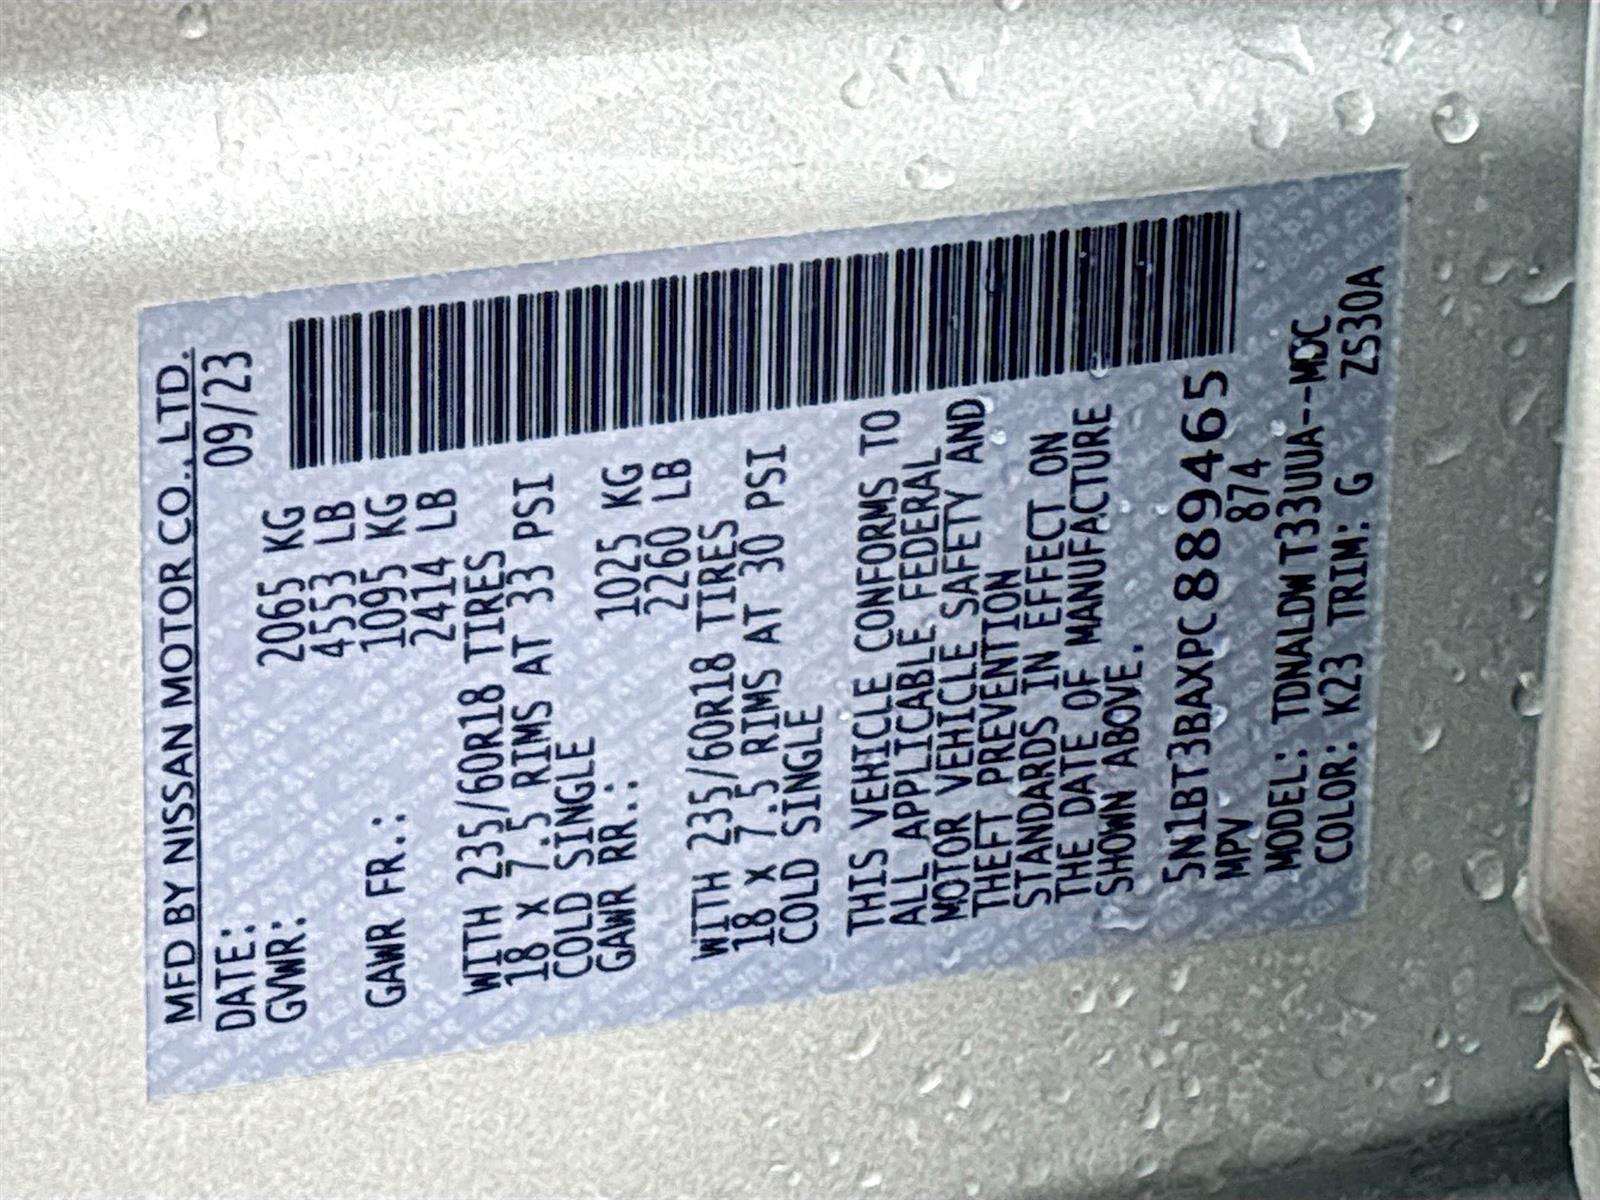 MFD BY NISSAN MOTOR CO., LTD.
DATE: 09/23
GVWR: 2065 KG
4553 LB
GAWR FR.: 1095 KG
2414 LB
WITH 235/60R18 TIRES
18 X 7.5 RIMS AT 33 PSI
COLD SINGLE
GAWR RR.: 1025 KG
2260 LB
WITH 235/60R18 TIRES
18 X 7.5 RIMS AT 30 PSI
COLD SINGLE
THIS VEHICLE CONFORMS TO
ALL APPLICABLE FEDERAL
MOTOR VEHICLE SAFETY AND
THEFT PREVENTION
STANDARDS IN EFFECT ON
THE DATE OF MANUFACTURE
SHOWN ABOVE.
5N1BT3BAXPC889465
MPV 874
MODEL: TDNALDWT33UUA--MDC
COLOR: K23 TRIM: G ZS30A